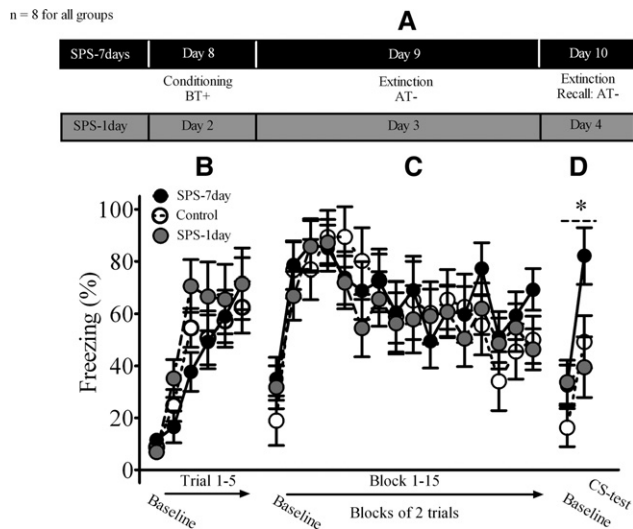 n = 8 for all groups
A
SPS-7days Day 8 Day 9 Day 10
Conditioning BT+
Extinction AT-
Extinction Recall: AT-
SPS-1day Day 2 Day 3 Day 4
B C D
SPS-7day
Control
SPS-1day
*
Freezing (%)
100
80
60
40
20
0
Trial 1-5
Block 1-15
Baseline
Baseline
Blocks of 2 trials
Baseline
CS-test